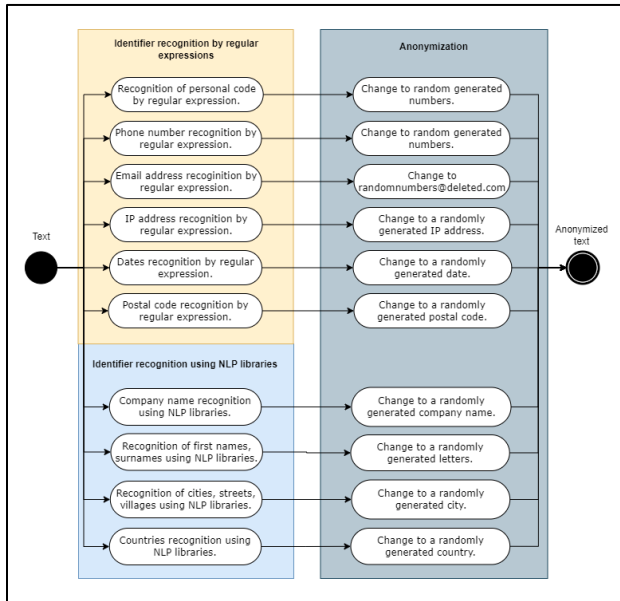 Identifier recognition by regular
expressions
Anonymization
Recognition of personal code
by regular expression.
Change to random generated
numbers.
Phone number recognition by
regular expression.
Change to random generated
numbers.
Email address recoginition by
regular expression.
Change to
randomnumbers@deleted.com
IP address recognition by
regular expression.
Change to a randomly
generated IP address.
Text
Anonymized
text
Dates recognition by regular
expression.
Change to a randomly
generated date.
Postal code recognition by
regular expression.
Change to a randomly
generated postal code.
Identifier recognition using NLP libraries
Company name recognition
using NLP libraries.
Change to a randomly
generated company name.
Recognition of first names,
surnames using NLP libraries.
Change to a randomly
generated letters.
Recognition of cities, streets,
villages using NLP libraries.
Change to a randomly
generated city.
Countries recognition using
NLP libraries.
Change to a randomly
generated country.